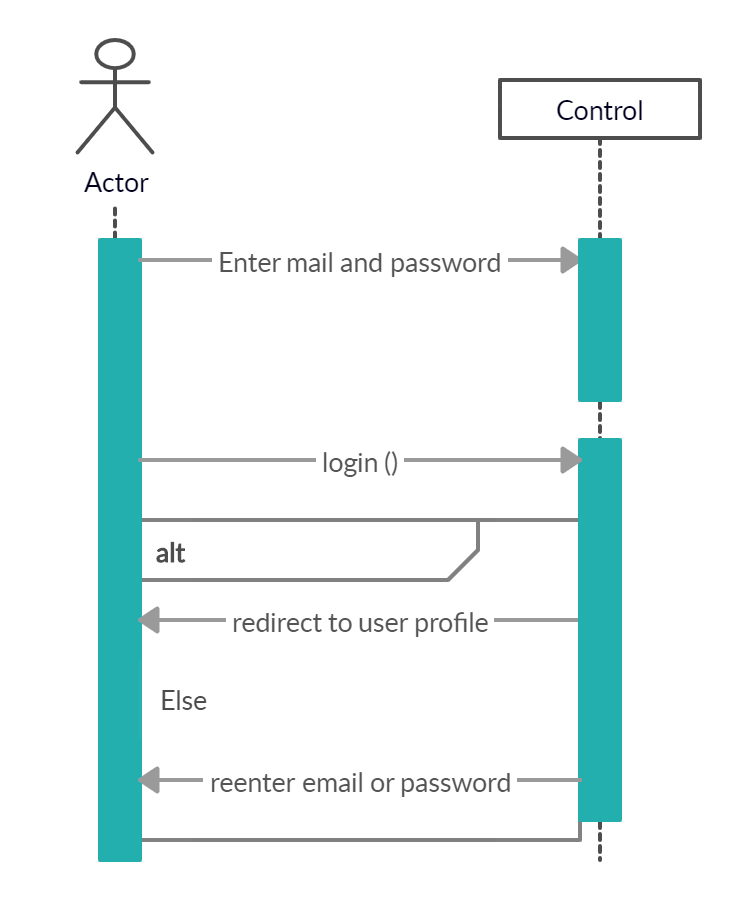 Actor
Control
Enter mail and password
login ()
alt
redirect to user profile
Else
reenter email or password